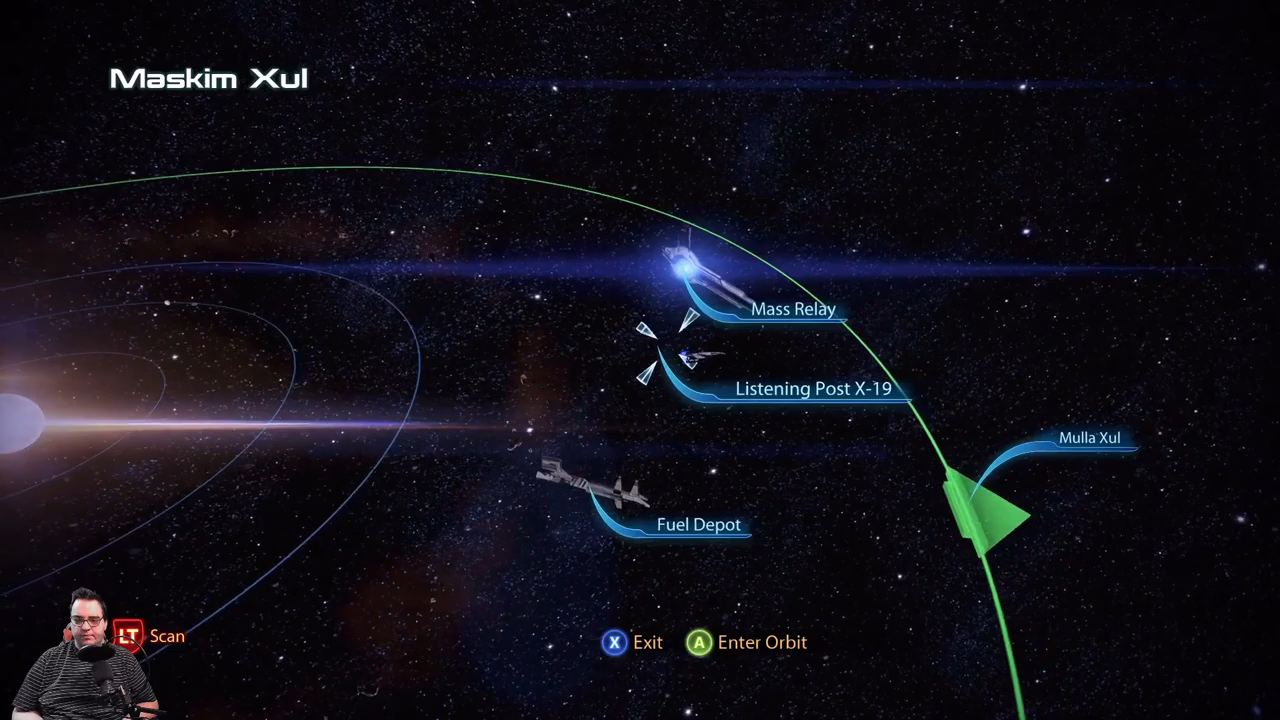 Maskim Xul
Mass Relay
Listening Post X-19
Mulla Xul
Fuel Depot
LT Scan
X Exit A Enter Orbit